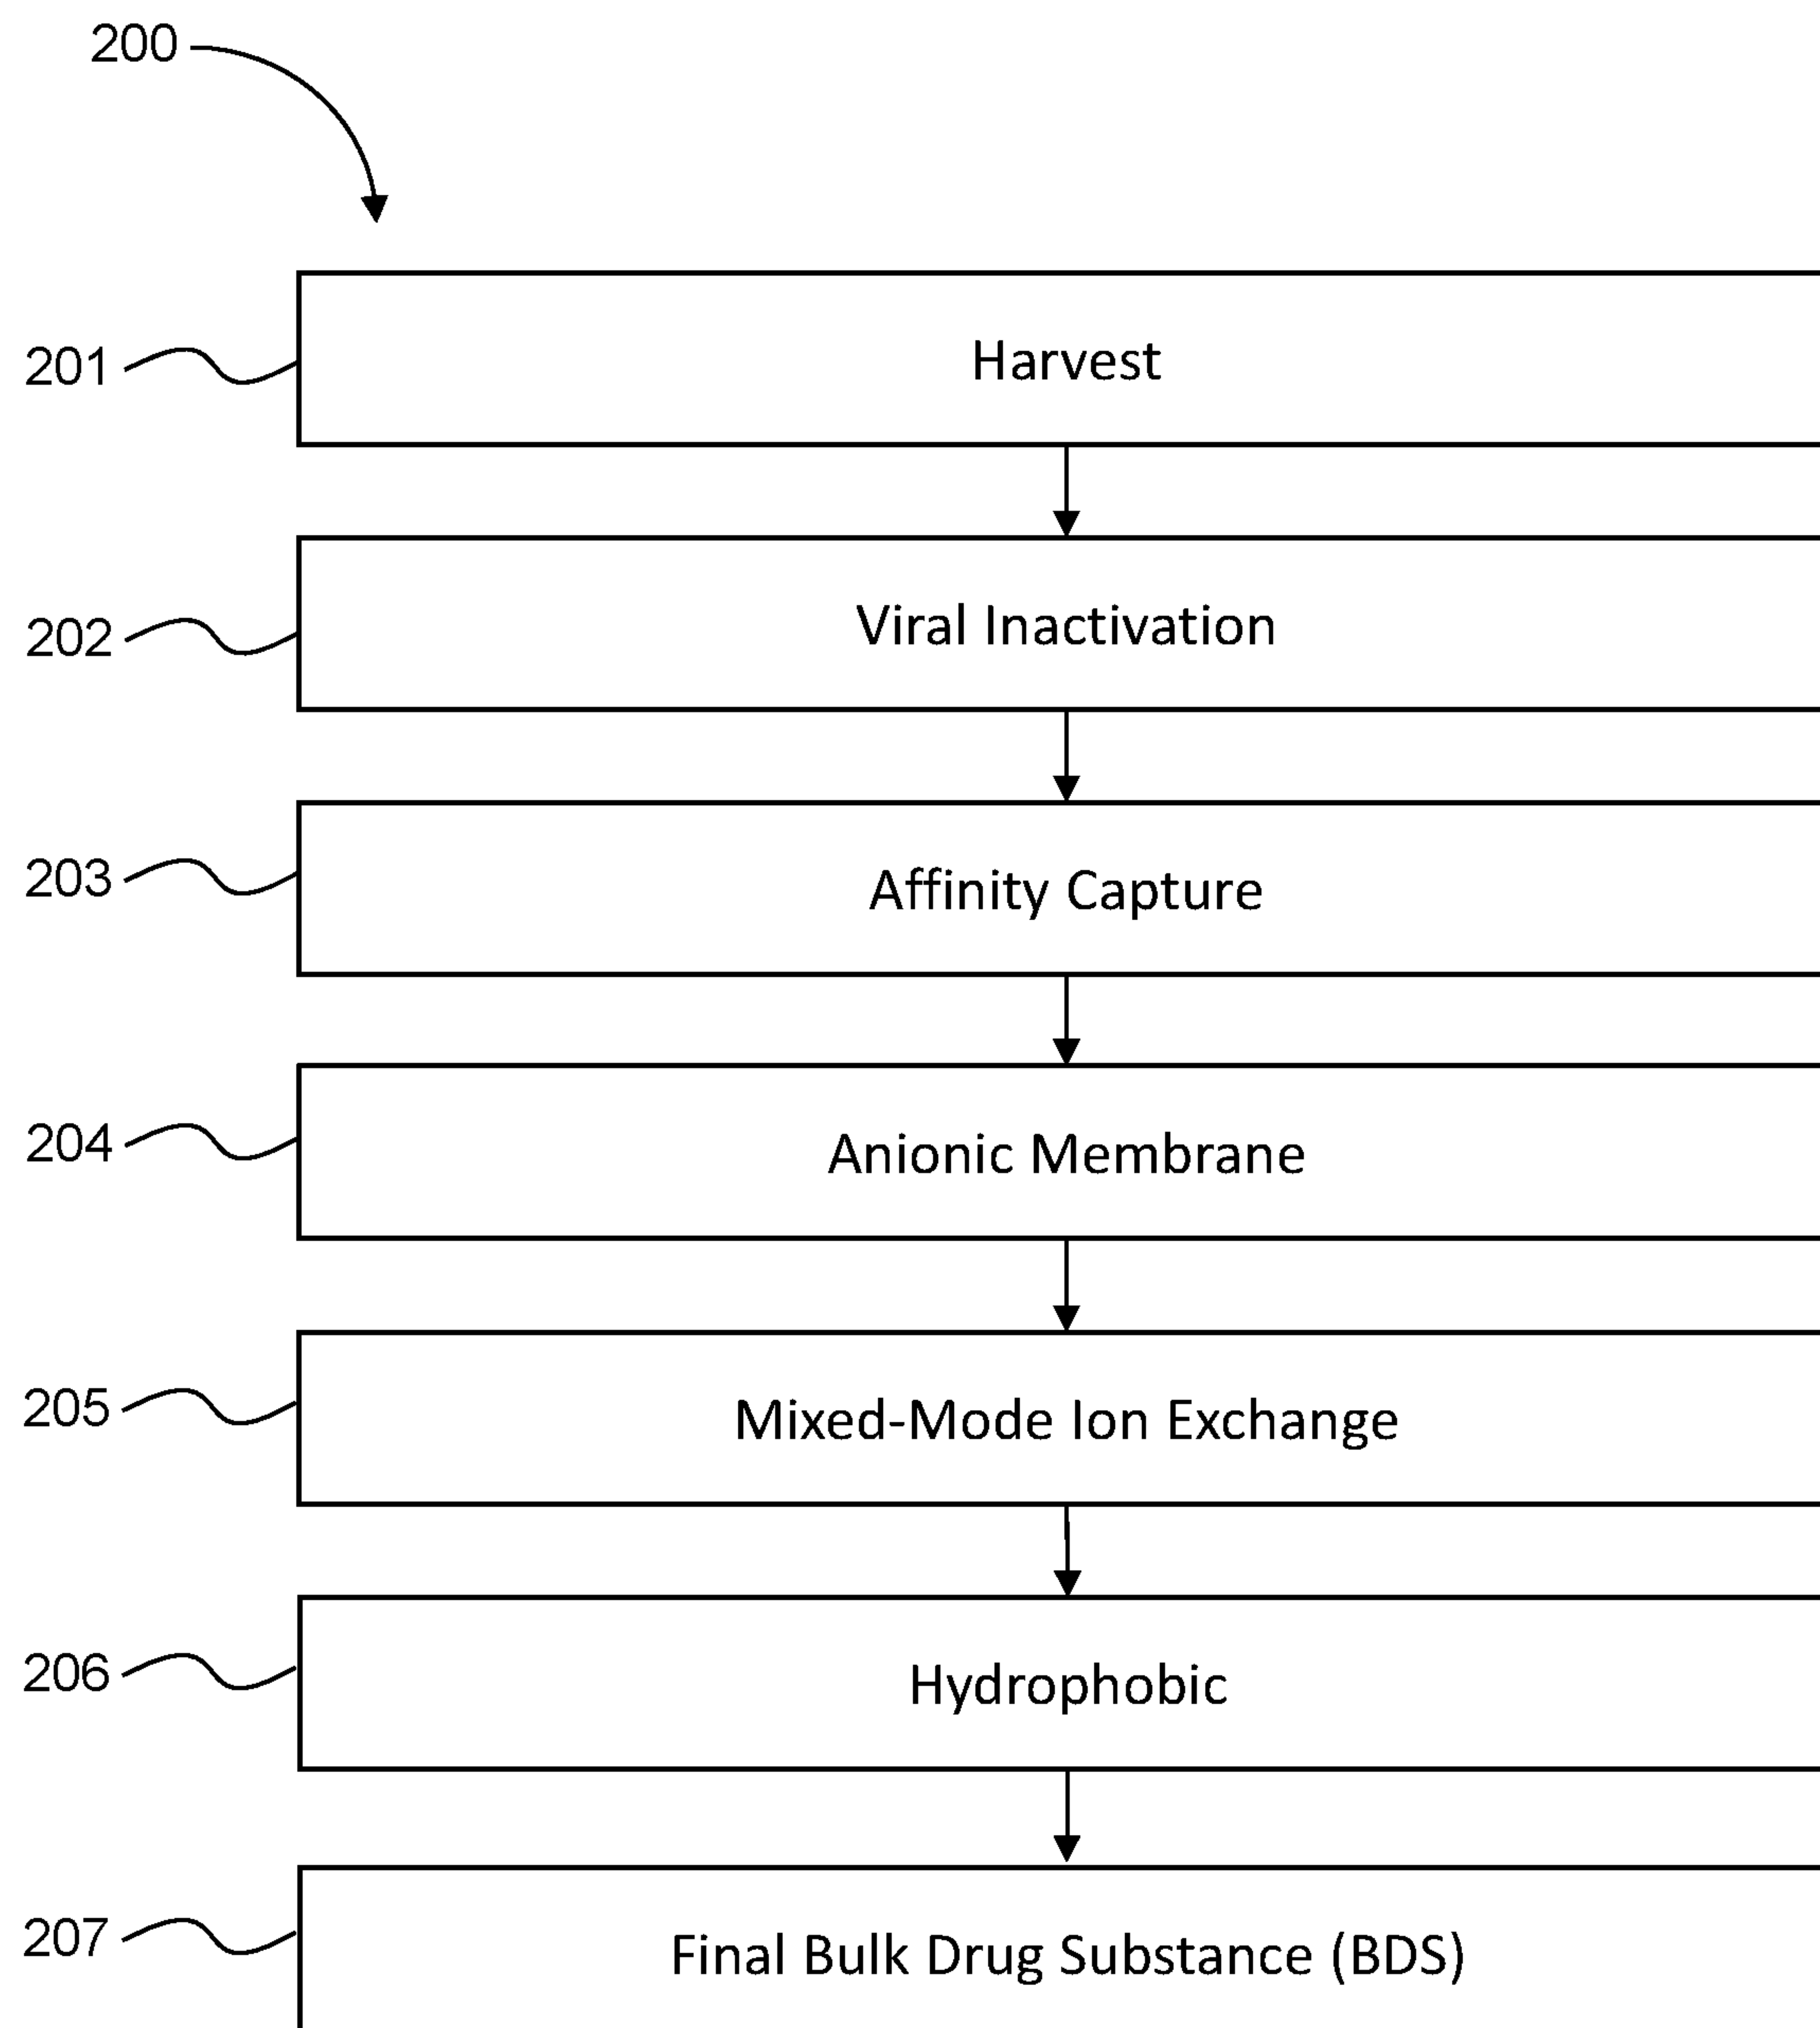 200
201 Harvest
202 Viral Inactivation
203 Affinity Capture
204 Anionic Membrane
205 Mixed-Mode Ion Exchange
206 Hydrophobic
207 Final Bulk Drug Substance (BDS)